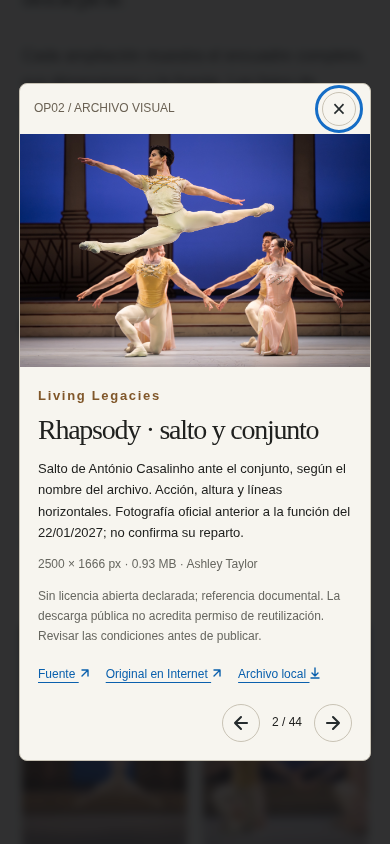 OP02 / ARCHIVO VISUAL
Living Legacies
Rhapsody · salto y conjunto
Salto de António Casalinho ante el conjunto, según el
nombre del archivo. Acción, altura y líneas
horizontales. Fotografía oficial anterior a la función del
22/01/2027; no confirma su reparto.
2500 × 1666 px · 0.93 MB · Ashley Taylor
Sin licencia abierta declarada; referencia documental. La
descarga pública no acredita permiso de reutilización.
Revisar las condiciones antes de publicar.
Fuente Original en Internet Archivo local
2 / 44